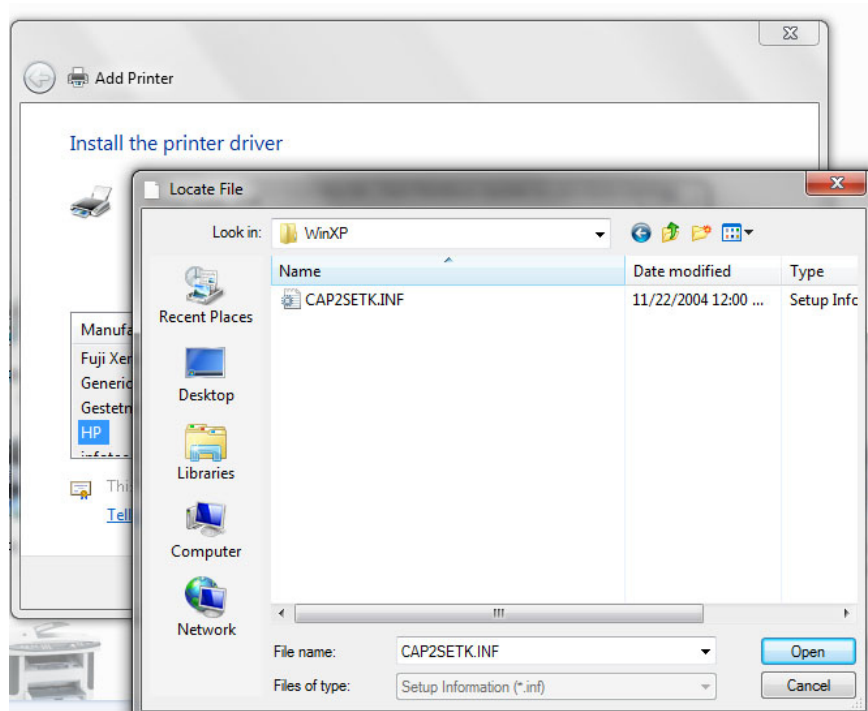 Add Printer
Install the printer driver
Locate File
Look in:
WinXP
Name
Date modified
Type
CAP2SETK.INF
11/22/2004 12:00 ...
Setup Infc
Recent Places
Desktop
Libraries
Computer
Network
Manufa
Fuji Xer
Generic
Gestetn
HP
Thi
Tell
File name:
CAP2SETK.INF
Open
Files of type:
Setup Information (*.inf)
Cancel